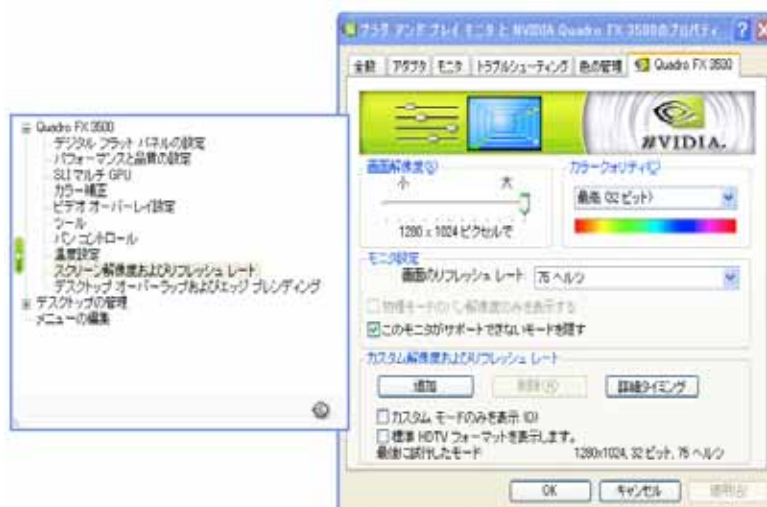 プラグ アンド プレイ モニタ と NVIDIA Quadro FX 3500のプロパティ
全般
アダプタ
モニタ
トラブルシューティング
色の管理
Quadro FX 3500
NVIDIA.
Quadro FX 3500
デジタル フラット パネルの設定
パフォーマンスと品質の設定
SLI マルチ GPU
カラー補正
ビデオ オーバーレイ設定
ツール
パン コントロール
温度設定
スクリーン解像度およびリフレッシュ レート
デスクトップ オーバーラップおよびエッジ ブレンディング
デスクトップの管理
メニューの編集
画面解像度(S)
小
大
1280 x 1024 ピクセルで
カラー クォリティ(C)
最高 (32 ビット)
モニタ設定
画面のリフレッシュ レート
75 ヘルツ
このモニタがサポートできないモードを隠す
カスタム解像度およびリフレッシュ レート
追加
削除(R)
詳細タイミング
カスタム モードのみを表示 (O)
標準 HDTV フォーマットを表示します。
最後に試行したモード
1280x1024, 32 ビット, 75 ヘルツ
OK
キャンセル
適用(A)